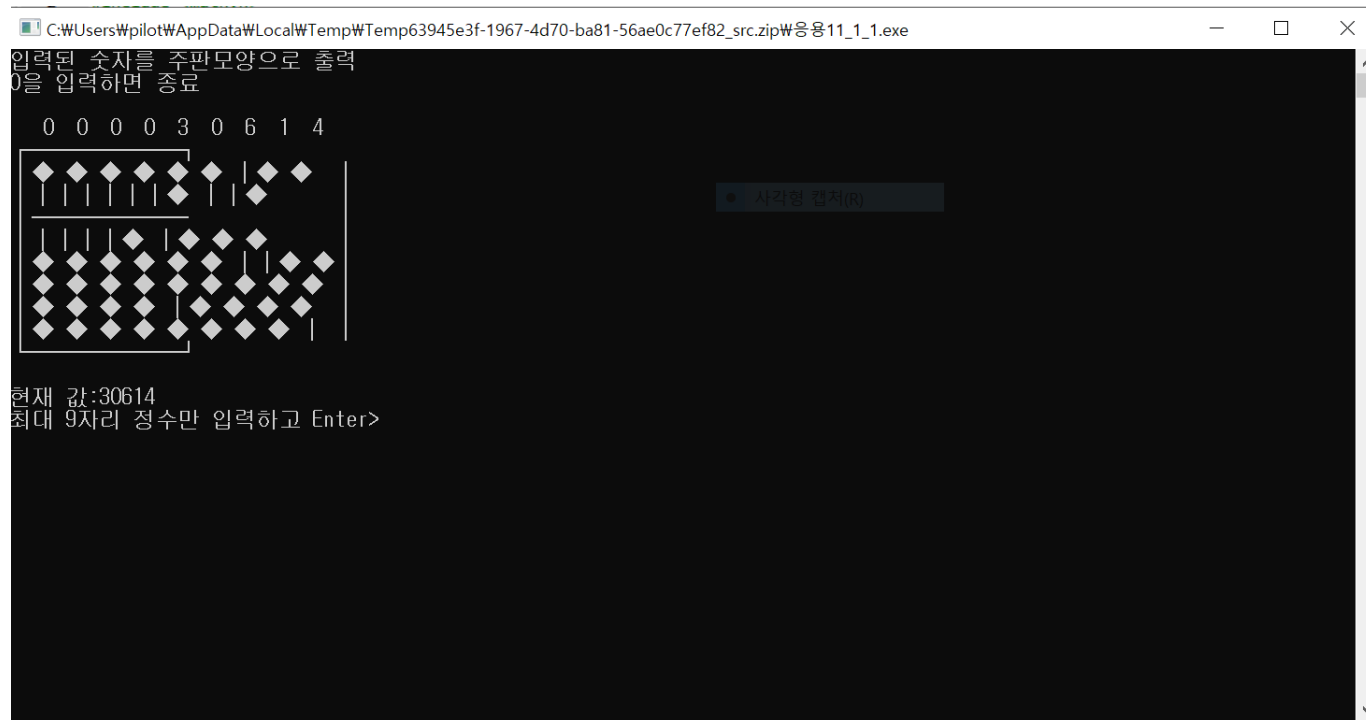 C:₩Users₩pilot₩AppData₩Local₩Temp₩Temp63945e3f-1967-4d70-ba81-56ae0c77ef82_src.zip₩응용11_1_1.exe
입력된 숫자를 주판모양으로 출력
0을 입력하면 종료
0 0 0 0 3 0 6 1 4
사각형 캡처(R)
현재 값:30614
최대 9자리 정수만 입력하고 Enter>